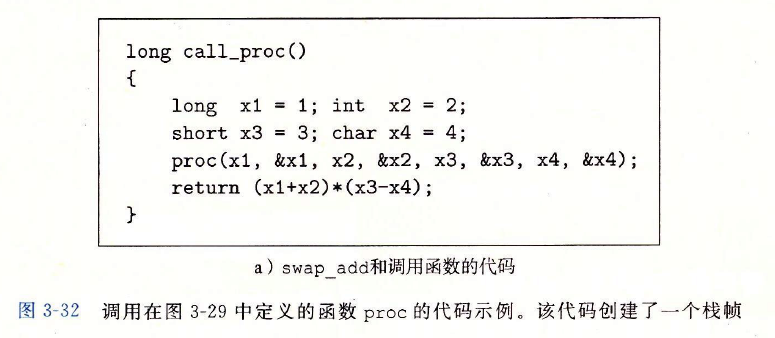 long call_proc()
{
    long  x1 = 1; int  x2 = 2;
    short x3 = 3; char x4 = 4;
    proc(x1, &x1, x2, &x2, x3, &x3, x4, &x4);
    return (x1+x2)*(x3-x4);
}
a）swap_add和调用函数的代码
图 3-32　调用在图 3-29 中定义的函数 proc 的代码示例。该代码创建了一个栈帧